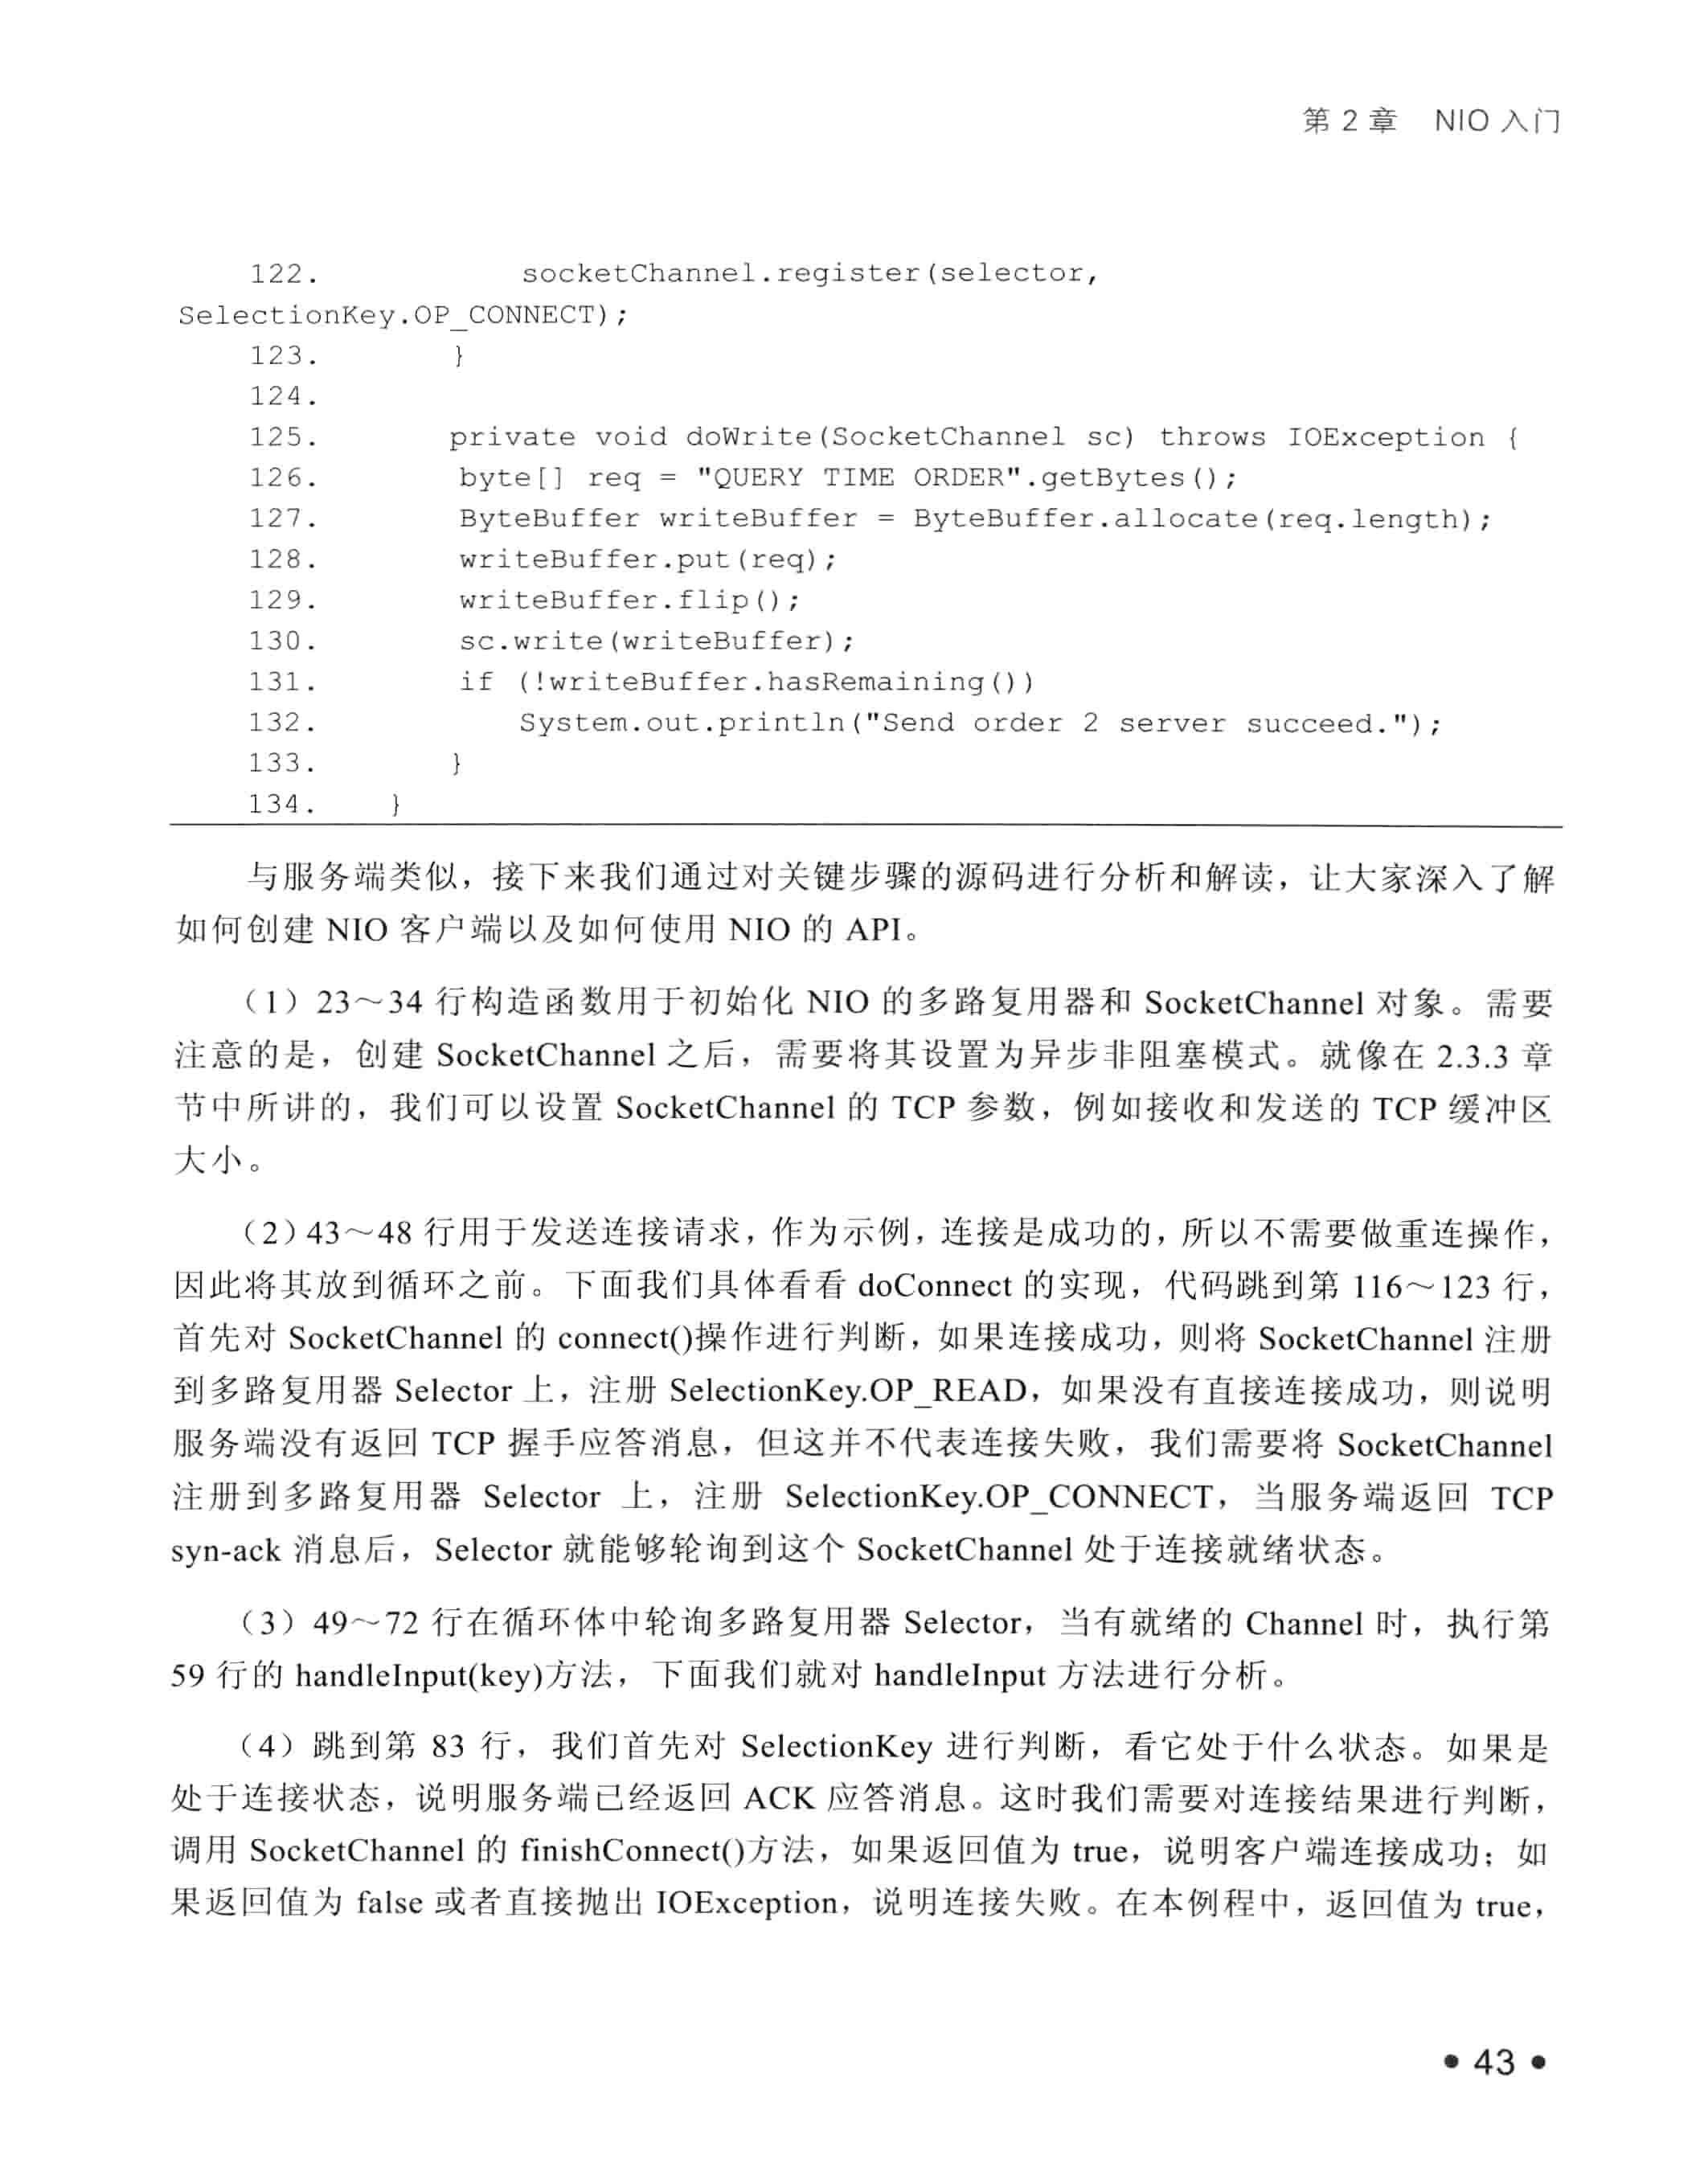 第 2 章 NIO 入门
122. socketChannel.register(selector,
SelectionKey.OP_CONNECT);
123. }
124.
125. private void doWrite(SocketChannel sc) throws IOException {
126. byte[] req = "QUERY TIME ORDER".getBytes();
127. ByteBuffer writeBuffer = ByteBuffer.allocate(req.length);
128. writeBuffer.put(req);
129. writeBuffer.flip();
130. sc.write(writeBuffer);
131. if (!writeBuffer.hasRemaining())
132. System.out.println("Send order 2 server succeed.");
133. }
134. }
与服务端类似，接下来我们通过对关键步骤的源码进行分析和解读，让大家深入了解
如何创建 NIO 客户端以及如何使用 NIO 的 API。
（1）23～34 行构造函数用于初始化 NIO 的多路复用器和 SocketChannel 对象。需要
注意的是，创建 SocketChannel 之后，需要将其设置为异步非阻塞模式。就像在 2.3.3 章
节中所讲的，我们可以设置 SocketChannel 的 TCP 参数，例如接收和发送的 TCP 缓冲区
大小。
（2）43～48 行用于发送连接请求，作为示例，连接是成功的，所以不需要做重连操作，
因此将其放到循环之前。下面我们具体看看 doConnect 的实现，代码跳到第 116～123 行，
首先对 SocketChannel 的 connect()操作进行判断，如果连接成功，则将 SocketChannel 注册
到多路复用器 Selector 上，注册 SelectionKey.OP_READ，如果没有直接连接成功，则说明
服务端没有返回 TCP 握手应答消息，但这并不代表连接失败，我们需要将 SocketChannel
注册到多路复用器 Selector 上，注册 SelectionKey.OP_CONNECT，当服务端返回 TCP
syn-ack 消息后，Selector 就能够轮询到这个 SocketChannel 处于连接就绪状态。
（3）49～72 行在循环体中轮询多路复用器 Selector，当有就绪的 Channel 时，执行第
59 行的 handleInput(key)方法，下面我们就对 handleInput 方法进行分析。
（4）跳到第 83 行，我们首先对 SelectionKey 进行判断，看它处于什么状态。如果是
处于连接状态，说明服务端已经返回 ACK 应答消息。这时我们需要对连接结果进行判断，
调用 SocketChannel 的 finishConnect()方法，如果返回值为 true，说明客户端连接成功；如
果返回值为 false 或者直接抛出 IOException，说明连接失败。在本例程中，返回值为 true，
• 43 •